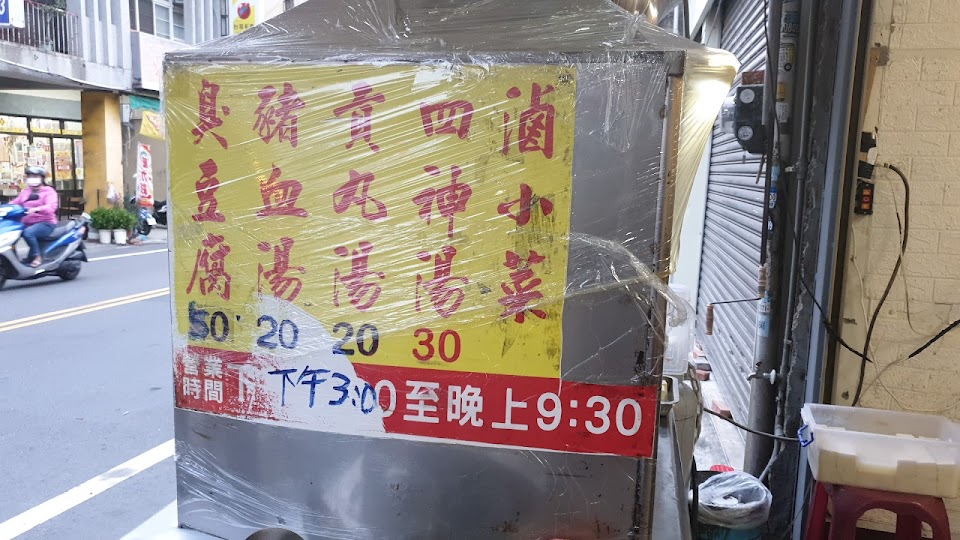 臭豆腐 50
豬血湯 20
貢丸湯 20
四神湯 30
滷小菜
營業時間 下午3:00至晚上9:30